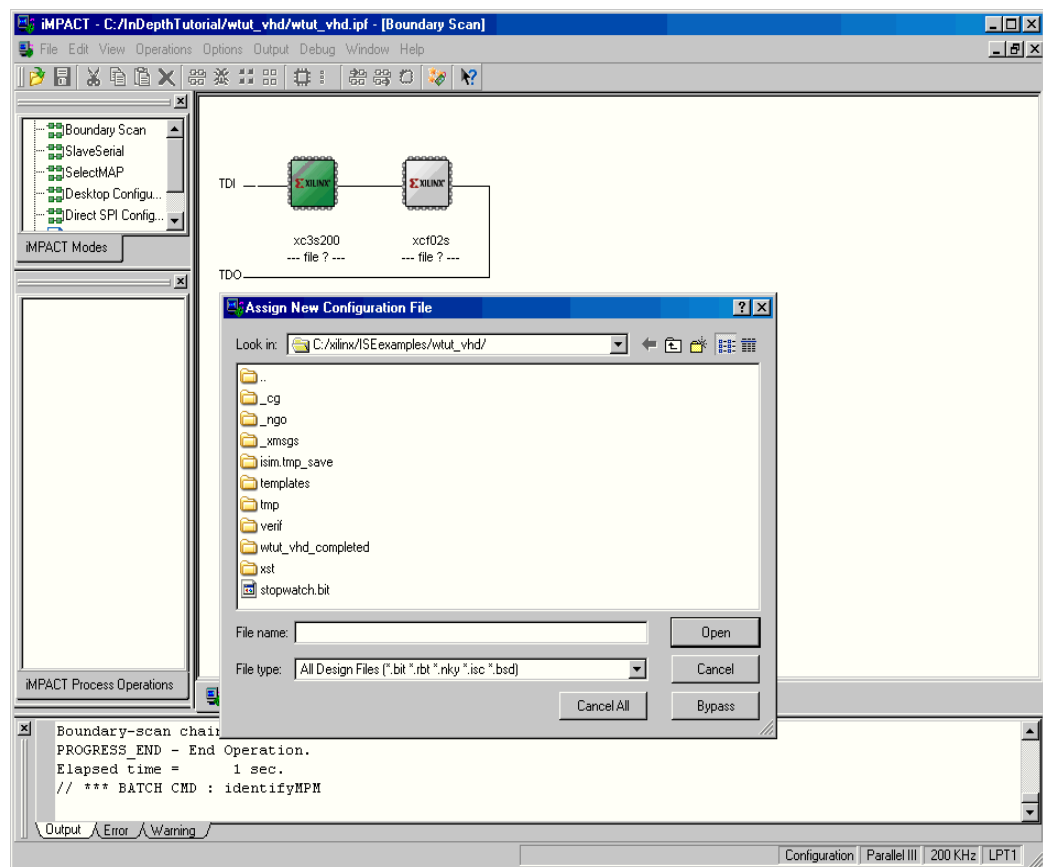 iMPACT - C:/InDepthTutorial/wtut_vhd/wtut_vhd.ipf - [Boundary Scan]
File Edit View Operations Options Output Debug Window Help
Boundary Scan
SlaveSerial
SelectMAP
Desktop Configu...
Direct SPI Config...
iMPACT Modes
TDI
XILINX
XILINX
xc3s200
xcf02s
--- file ? ---
--- file ? ---
TDO
Assign New Configuration File
Look in: C:/xilinx/ISEexamples/wtut_vhd/
..
_cg
_ngo
_xmsgs
isim.tmp_save
templates
tmp
verif
wtut_vhd_completed
xst
stopwatch.bit
File name:
Open
File type: All Design Files (*.bit *.rbt *.nky *.isc *.bsd)
Cancel
Cancel All
Bypass
iMPACT Process Operations
Boundary-scan chai
PROGRESS_END - End Operation.
Elapsed time = 1 sec.
// *** BATCH CMD : identifyMPM
Output Error Warning
Configuration Parallel III 200 KHz LPT1